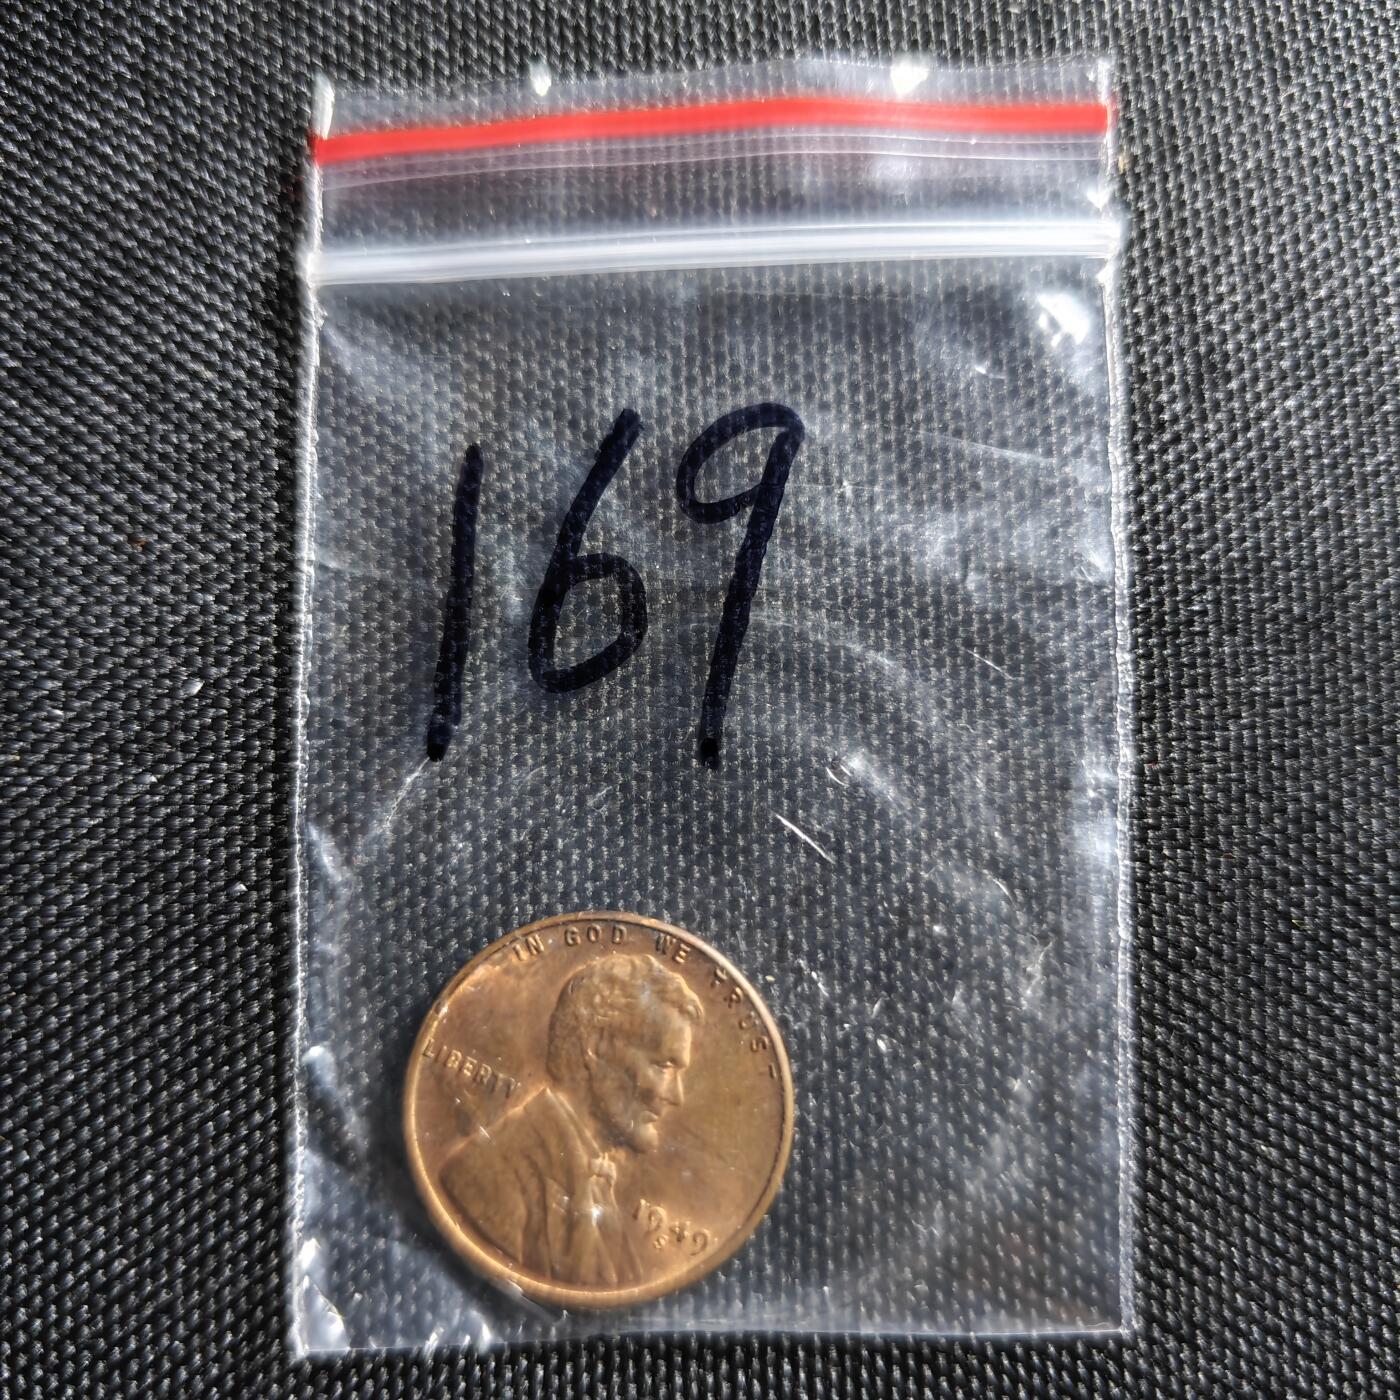 169
IN GOD WE TRUST
LIBERTY
1949
S